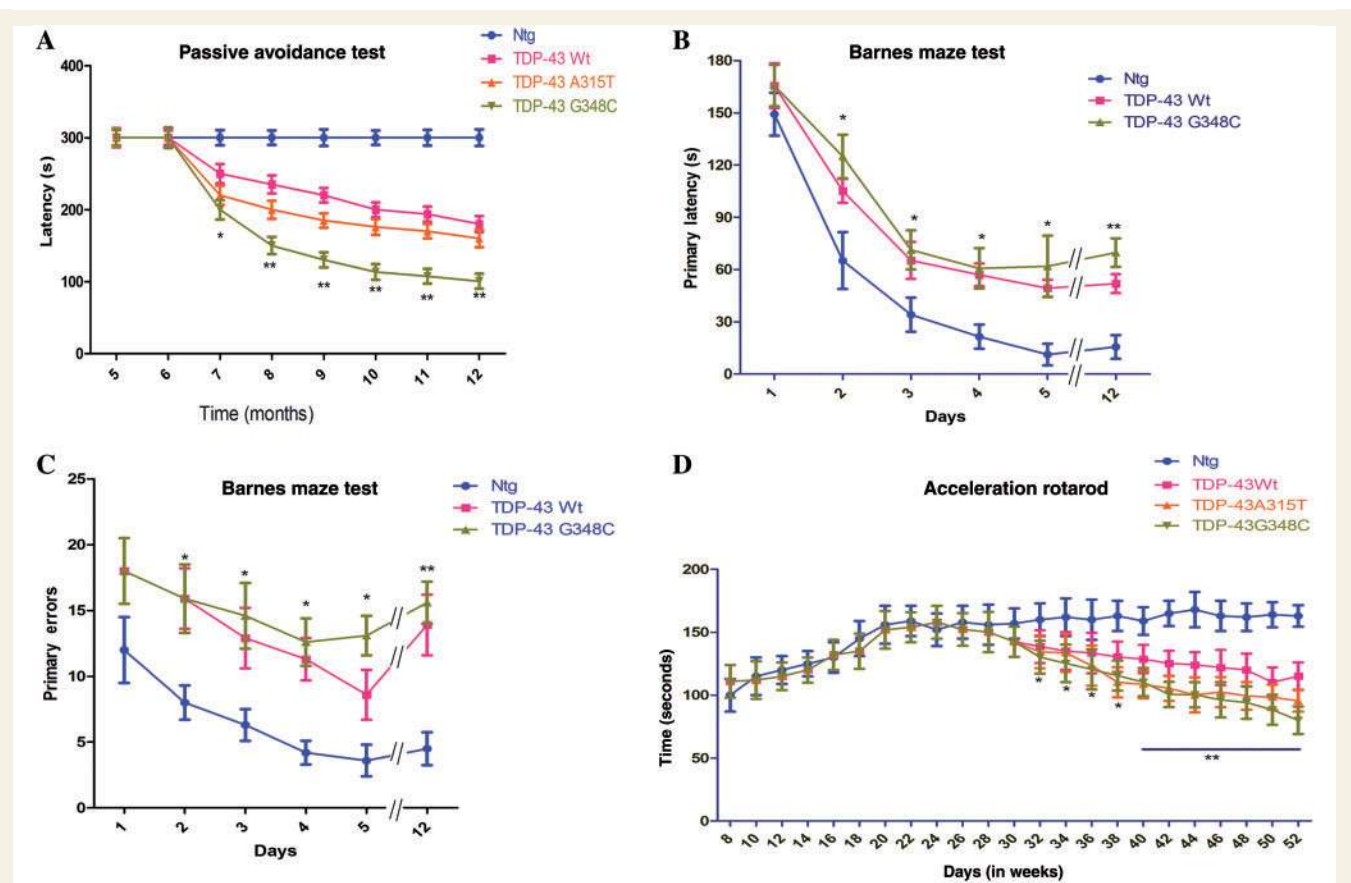 A
Passive avoidance test
Ntg
TDP-43 Wt
TDP-43 A315T
TDP-43 G348C
400
300
200
100
0
Latency (s)
*
**
**
**
**
**
5 6 7 8 9 10 11 12
Time (months)
B
Barnes maze test
Ntg
TDP-43 Wt
TDP-43 G348C
180
150
120
90
60
30
0
Primary latency (s)
*
*
*
*
**
1 2 3 4 5 12
Days
C
Barnes maze test
Ntg
TDP-43 Wt
TDP-43 G348C
25
20
15
10
5
0
Primary errors
*
*
*
*
**
1 2 3 4 5 12
Days
D
Acceleration rotarod
Ntg
TDP-43Wt
TDP-43A315T
TDP-43G348C
200
150
100
50
0
Time (seconds)
*
*
*
*
**
8 10 12 14 16 18 20 22 24 26 28 30 32 34 36 38 40 42 44 46 48 50 52
Days (in weeks)